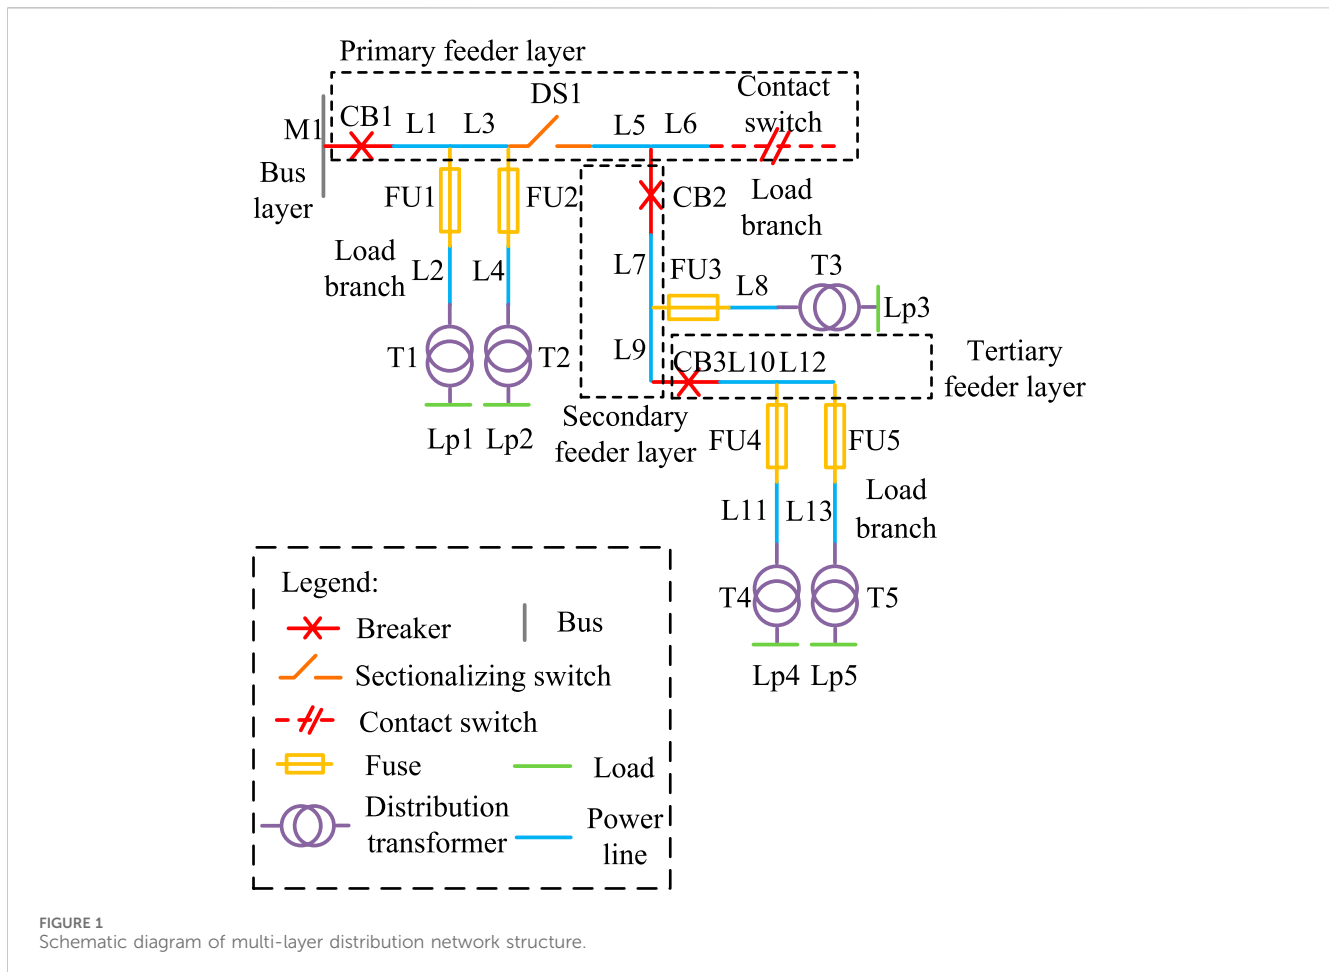 Primary feeder layer
Contact
switch
DS1
M1
CB1
L1
L3
L5
L6
Bus
layer
FU1
FU2
CB2
Load
branch
Load
branch
L2
L4
L7
FU3
L8
T3
Lp3
T1
T2
L9
CB3
L10
L12
Tertiary
feeder layer
Lp1
Lp2
Secondary
feeder layer
FU4
FU5
L11
L13
Load
branch
T4
T5
Lp4
Lp5
Legend:
Breaker
Bus
Sectionalizing switch
Contact switch
Fuse
Load
Distribution
transformer
Power
line
FIGURE 1
Schematic diagram of multi-layer distribution network structure.